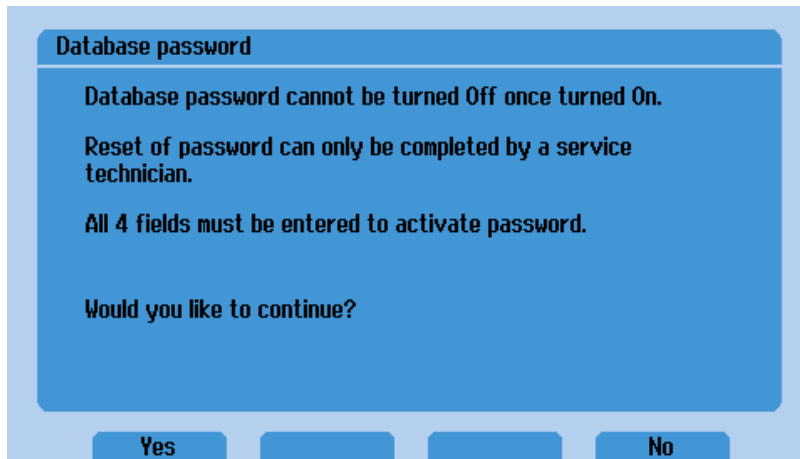 Database password
Database password cannot be turned Off once turned On.
Reset of password can only be completed by a service
technician.
All 4 fields must be entered to activate password.
Would you like to continue?
Yes
No